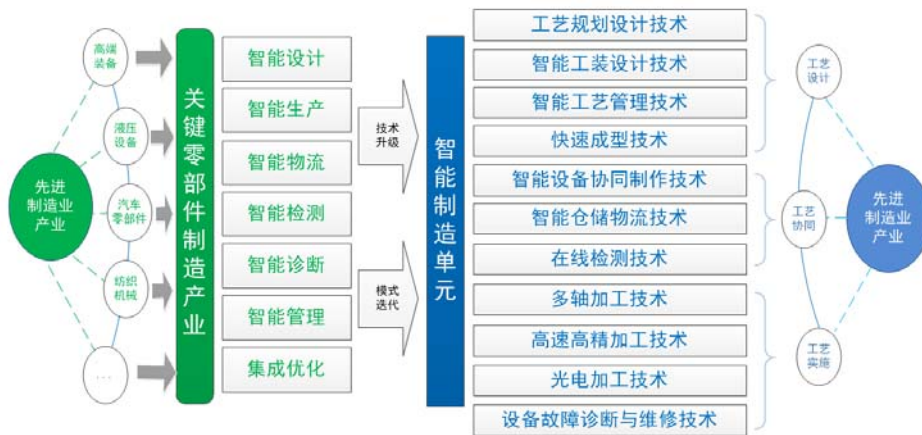 先进
制造业
产业
高端
装备
液压
设备
汽车
零部件
纺织
机械
...
关键零部件制造产业
智能设计
智能生产
智能物流
智能检测
智能诊断
智能管理
集成优化
技术
升级
模式
迭代
智能制造单元
工艺规划设计技术
智能工装设计技术
智能工艺管理技术
快速成型技术
智能设备协同制作技术
智能仓储物流技术
在线检测技术
多轴加工技术
高速高精加工技术
光电加工技术
设备故障诊断与维修技术
工艺
设计
工艺
协同
工艺
实施
先进
制造业
产业